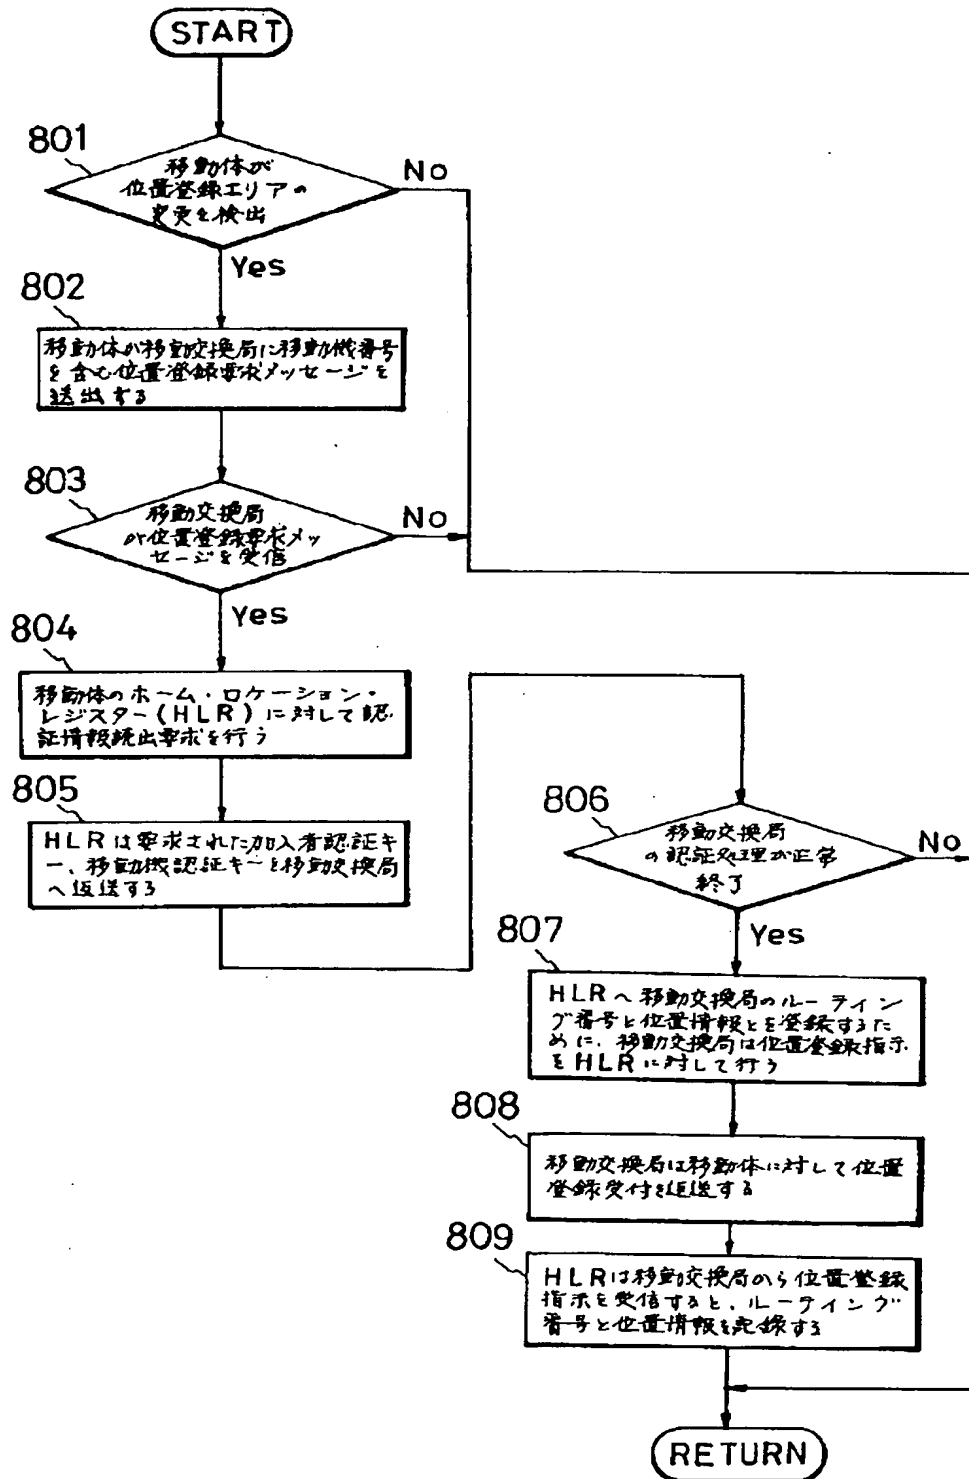 START
801
移動体が
位置登録エリアの
変更を検出
No
Yes
802
移動体が移動交換局に移動機番号
を含む位置登録要求メッセージを
送出する
803
移動交換局
が位置登録要求メッ
セージを受信
No
Yes
804
移動体のホーム・ロケーション・
レジスター(HLR)に対して認
証情報読出要求を行う
805
HLRは要求された加入者認証キ
ー、移動機認証キーを移動交換局
へ返送する
806
移動交換局
の認証処理が正常
終了
No
Yes
807
HLRへ移動交換局のルーティン
グ番号と位置情報とを登録するた
めに、移動交換局は位置登録指示
をHLRに対して行う
808
移動交換局は移動体に対して位置
登録受付を返送する
809
HLRは移動交換局から位置登録
指示を受信すると、ルーティング
番号と位置情報を記録する
RETURN